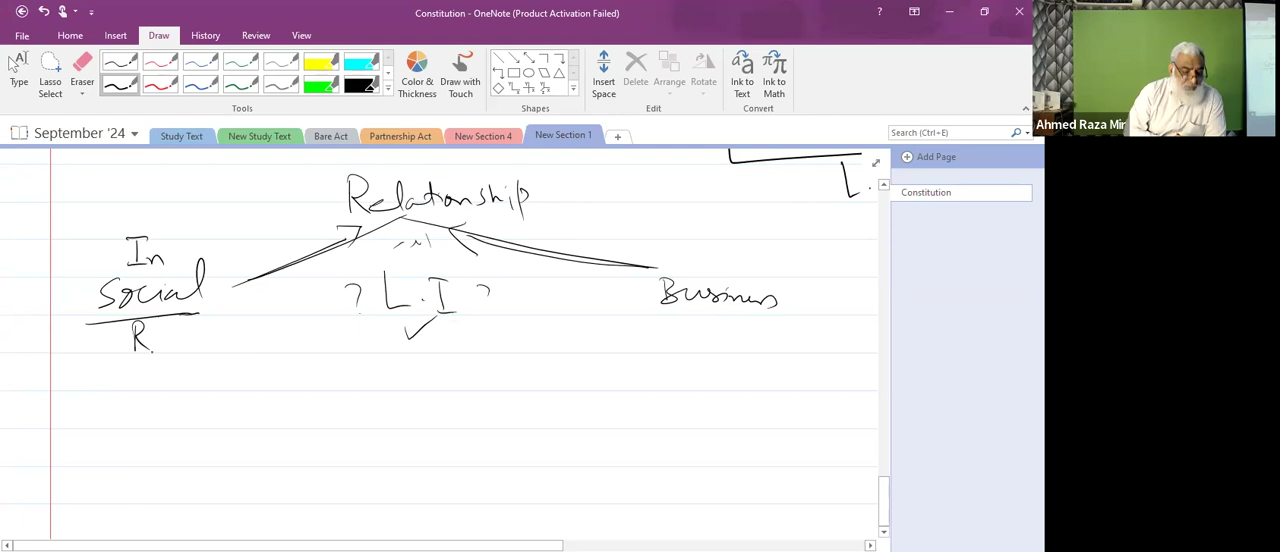 Constitution - OneNote (Product Activation Failed)
File Home Insert Draw History Review View
Type
Lasso Select
Eraser
Color & Thickness
Draw with Touch
Insert Space
Delete
Arrange
Rotate
Ink to Text
Ink to Math
Tools
Shapes
Edit
Convert
September '24
Study Text
New Study Text
Bare Act
Partnership Act
New Section 4
New Section 1
Search (Ctrl+E)
Add Page
Constitution
Ahmed Raza Mir
L.
Relationship
In
Social
? L.I ?
Business
R.